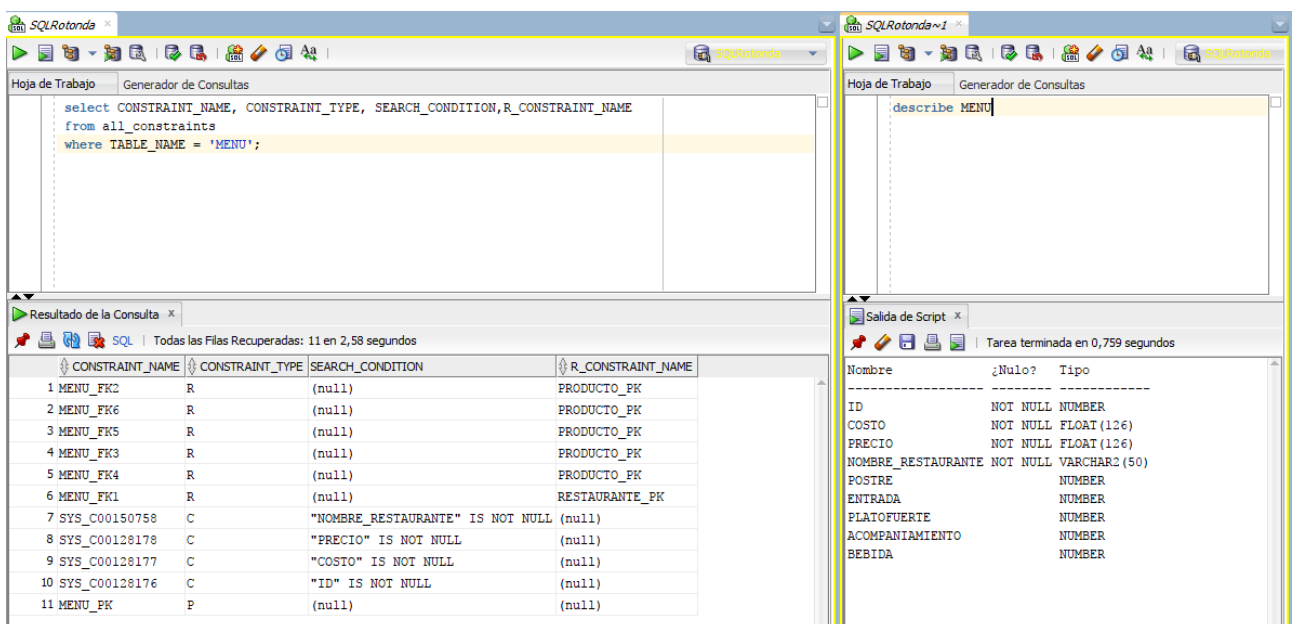 SQLRotonda
Hoja de Trabajo Generador de Consultas
select CONSTRAINT_NAME, CONSTRAINT_TYPE, SEARCH_CONDITION,R_CONSTRAINT_NAME
from all_constraints
where TABLE_NAME = 'MENU';
Resultado de la Consulta x
SQL | Todas las Filas Recuperadas: 11 en 2,58 segundos
CONSTRAINT_NAME CONSTRAINT_TYPE SEARCH_CONDITION R_CONSTRAINT_NAME
1 MENU_FK2 R (null) PRODUCTO_PK
2 MENU_FK6 R (null) PRODUCTO_PK
3 MENU_FK5 R (null) PRODUCTO_PK
4 MENU_FK3 R (null) PRODUCTO_PK
5 MENU_FK4 R (null) PRODUCTO_PK
6 MENU_FK1 R (null) RESTAURANTE_PK
7 SYS_C00150758 C "NOMBRE_RESTAURANTE" IS NOT NULL (null)
8 SYS_C00128178 C "PRECIO" IS NOT NULL (null)
9 SYS_C00128177 C "COSTO" IS NOT NULL (null)
10 SYS_C00128176 C "ID" IS NOT NULL (null)
11 MENU_PK P (null) (null)
SQLRotonda~1
SQLRotonda
Hoja de Trabajo Generador de Consultas
describe MENU
Salida de Script x
Tarea terminada en 0,759 segundos
Nombre ¿Nulo? Tipo
------------------ -------- ------------
ID NOT NULL NUMBER
COSTO NOT NULL FLOAT(126)
PRECIO NOT NULL FLOAT(126)
NOMBRE_RESTAURANTE NOT NULL VARCHAR2(50)
POSTRE NUMBER
ENTRADA NUMBER
PLATOFUERTE NUMBER
ACOMPANIAMIENTO NUMBER
BEBIDA NUMBER